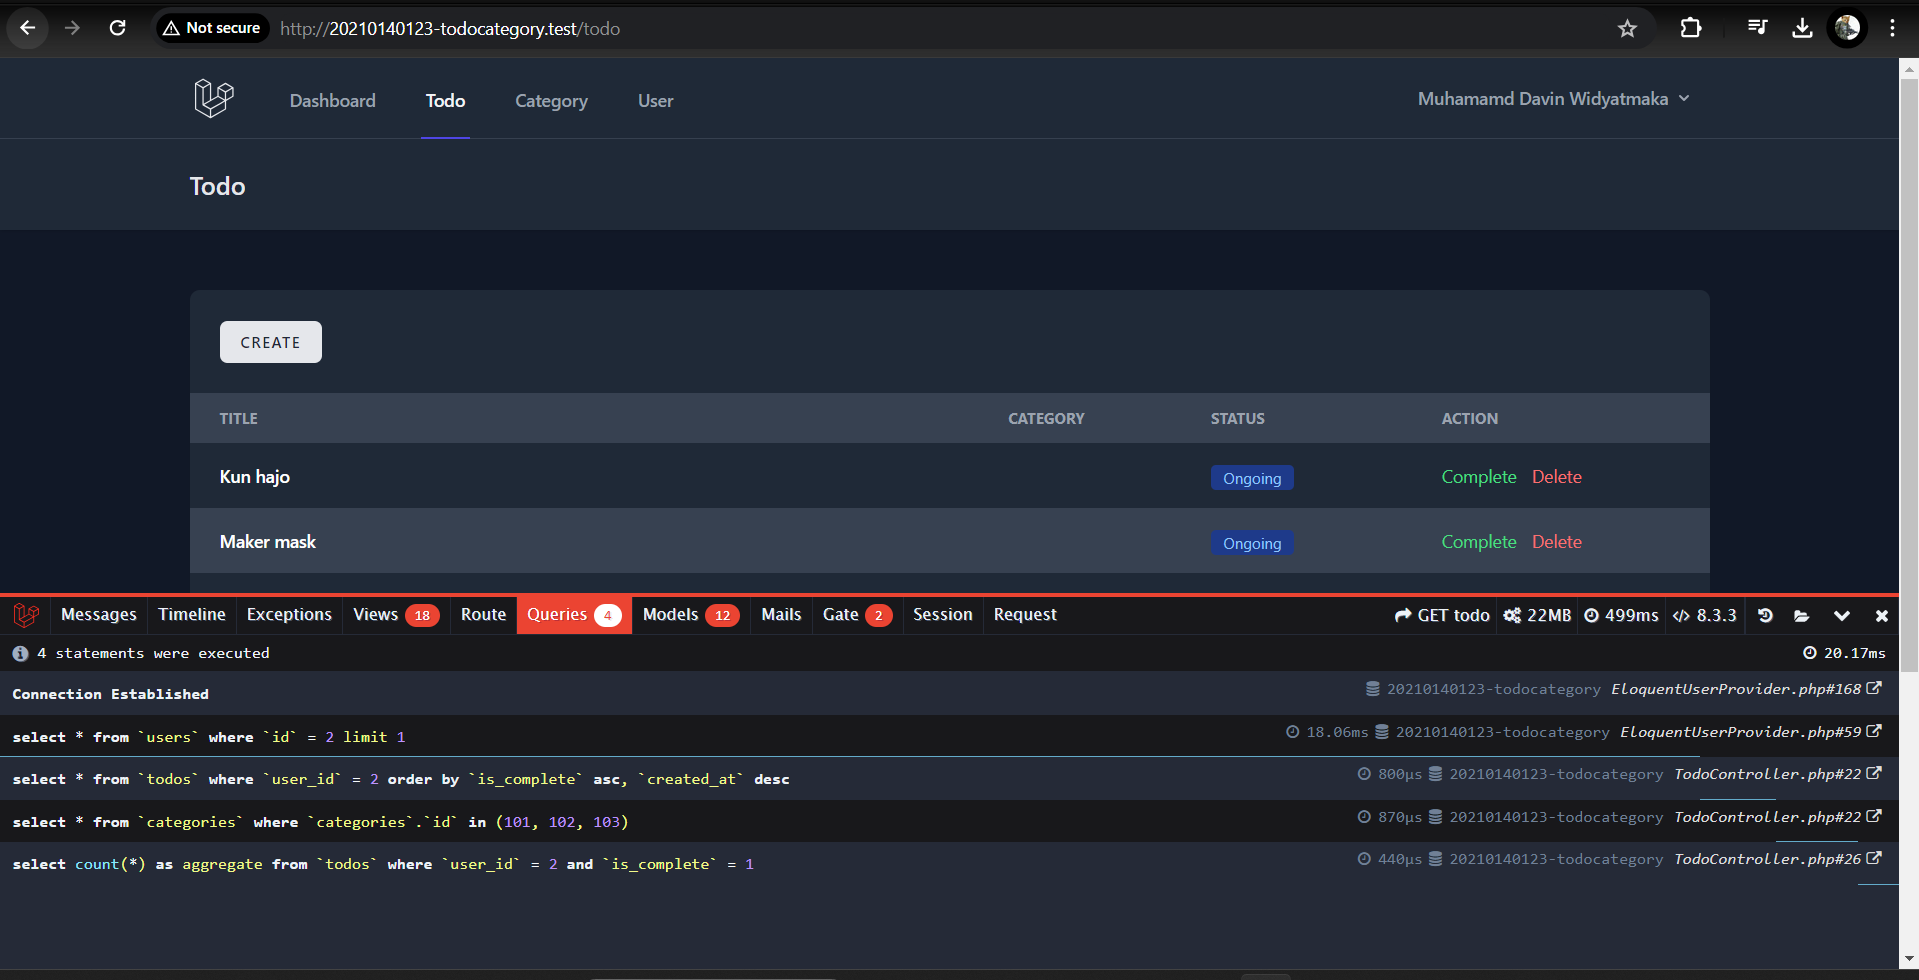 Not secure http://20210140123-todocategory.test/todo
Dashboard Todo Category User Muhamamd Davin Widyatmaka
Todo
CREATE
TITLE CATEGORY STATUS ACTION
Kun hajo Ongoing Complete Delete
Maker mask Ongoing Complete Delete
Messages Timeline Exceptions Views 18 Route Queries 4 Models 12 Mails Gate 2 Session Request GET todo 22MB 499ms 8.3.3
4 statements were executed 20.17ms
Connection Established 20210140123-todocategory EloquentUserProvider.php#168
select * from `users` where `id` = 2 limit 1 18.06ms 20210140123-todocategory EloquentUserProvider.php#59
select * from `todos` where `user_id` = 2 order by `is_complete` asc, `created_at` desc 800μs 20210140123-todocategory TodoController.php#22
select * from `categories` where `categories`.`id` in (101, 102, 103) 870μs 20210140123-todocategory TodoController.php#22
select count(*) as aggregate from `todos` where `user_id` = 2 and `is_complete` = 1 440μs 20210140123-todocategory TodoController.php#26